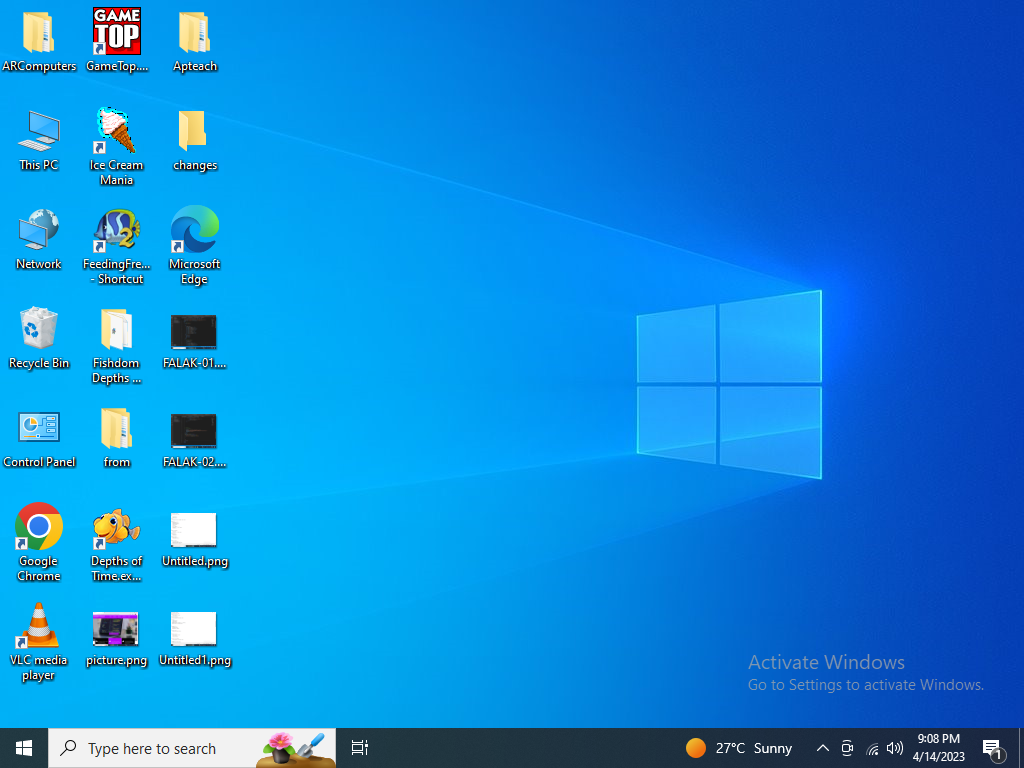 GAME
TOP
ARComputers
GameTop....
Apteach
This PC
Ice Cream
Mania
changes
Network
FeedingFre...
- Shortcut
2
Microsoft
Edge
Recycle Bin
Fishdom
Depths ...
FALAK-01....
Control Panel
from
FALAK-02....
Google
Chrome
Depths of
Time.ex...
Untitled.png
VLC media
player
picture.png
Untitled1.png
Activate Windows
Go to Settings to activate Windows.
Type here to search
27°C Sunny
9:08 PM
4/14/2023
1